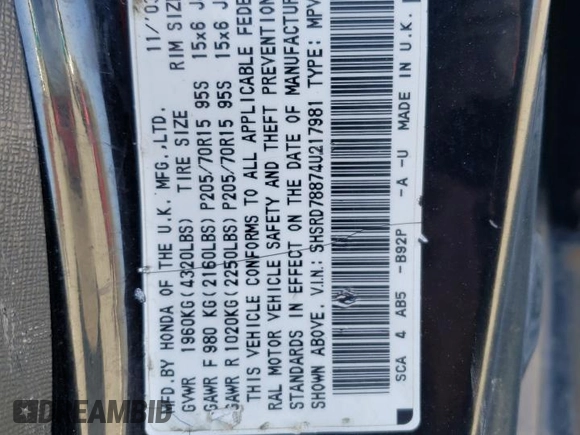 MFD.BY HONDA OF THE U.K. MFG.,LTD. 11/'03
GVWR 1960KG(4320LBS) TIRE SIZE RIM SIZE
GAWR F 980 KG(2160LBS) P205/70R15 95S 15x6 J
GAWR R 1020KG(2250LBS) P205/70R15 95S 15x6 J
THIS VEHICLE CONFORMS TO ALL APPLICABLE FEDE
RAL MOTOR VEHICLE SAFETY AND THEFT PREVENTION
STANDARDS IN EFFECT ON THE DATE OF MANUFACTUR
SHOWN ABOVE. V.I.N.: SHSRD78874U217981 TYPE: MPV
SCA 4 AB5 -B92P -A -U MADE IN U.K.
DREAMBID